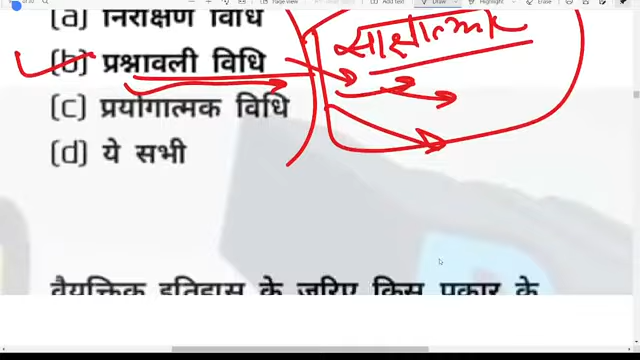 (a) निरीक्षण विधि
(b) प्रश्नावली विधि
साक्षात्कार
(c) प्रयोगात्मक विधि
(d) ये सभी
वैयक्तिक इतिहास के जरिए किस प्रकार के